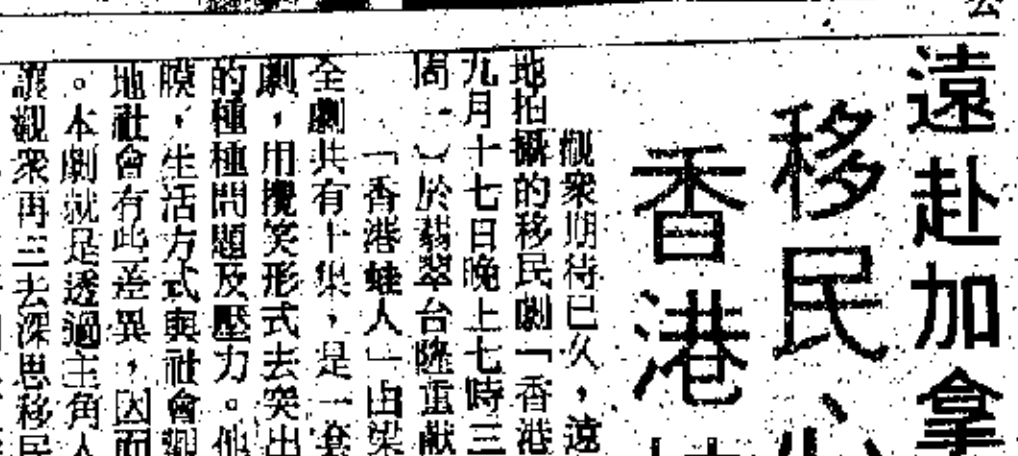 遠赴加拿
移民心
香港
觀衆期待已久，遠
地拍攝的移民劇「香港
九月十七日晚上七時三
周一）於翡翠台隆重献
「香港蛙人」由梁
全劇共有十集，是一套
劇，用攪笑形式去突出
的種種問題及壓力。他
膜，生活方式與社會觀
地社會有些差異，因而
。本劇就是透過主角人
讓觀衆再三去深思移民